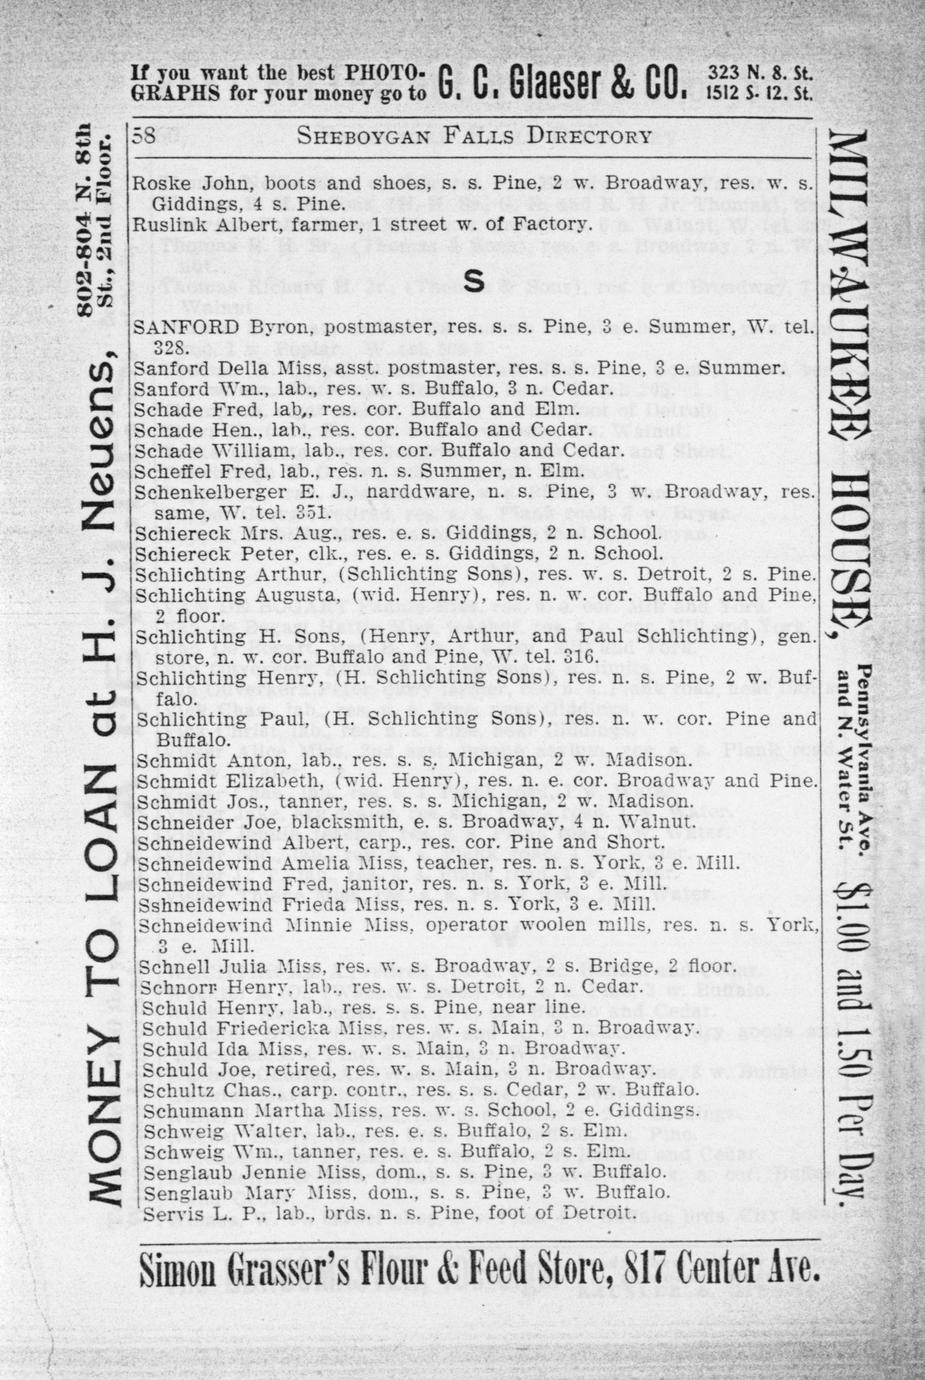 If you want the best PHOTO-
GRAPHS for your money go to
G. C. Glaeser & CO.
323 N. 8. St.
1512 S. 12. St.
58
SHEBOYGAN FALLS DIRECTORY
Roske John, boots and shoes, s. s. Pine, 2 w. Broadway, res. w. s.
Giddings, 4 s. Pine.
Ruslink Albert, farmer, 1 street w. of Factory.
S
SANFORD Byron, postmaster, res. s. s. Pine, 3 e. Summer, W. tel.
328.
Sanford Della Miss, asst. postmaster, res. s. s. Pine, 3 e. Summer.
Sanford Wm., lab., res. w. s. Buffalo, 3 n. Cedar.
Schade Fred, lab,, res. cor. Buffalo and Elm.
Schade Hen., lab., res. cor. Buffalo and Cedar.
Schade William, lab., res. cor. Buffalo and Cedar.
Scheffel Fred, lab., res. n. s. Summer, n. Elm.
Schenkelberger E. J., narddware, n. s. Pine, 3 w. Broadway, res.
same, W. tel. 351.
Schiereck Mrs. Aug., res. e. s. Giddings, 2 n. School.
Schiereck Peter, clk., res. e. s. Giddings, 2 n. School.
Schlichting Arthur, (Schlichting Sons), res. w. s. Detroit, 2 s. Pine.
Schlichting Augusta, (wid. Henry), res. n. w. cor. Buffalo and Pine,
2 floor.
Schlichting H. Sons, (Henry, Arthur, and Paul Schlichting), gen.
store, n. w. cor. Buffalo and Pine, W. tel. 316.
Schlichting Henry, (H. Schlichting Sons), res. n. s. Pine, 2 w. Buf-
falo.
Schlichting Paul, (H. Schlichting Sons), res. n. w. cor. Pine and
Buffalo.
Schmidt Anton, lab., res. s. s, Michigan, 2 w. Madison.
Schmidt Elizabeth, (wid. Henry), res. n. e. cor. Broadway and Pine.
Schmidt Jos., tanner, res. s. s. Michigan, 2 w. Madison.
Schneider Joe, blacksmith, e. s. Broadway, 4 n. Walnut.
Schneidewind Albert, carp., res. cor. Pine and Short.
Schneidewind Amelia Miss, teacher, res. n. s. York, 3 e. Mill.
Schneidewind Fred, janitor, res. n. s. York, 3 e. Mill.
Sshneidewind Frieda Miss, res. n. s. York, 3 e. Mill.
Schneidewind Minnie Miss, operator woolen mills, res. n. s. York,
3 e. Mill.
Schnell Julia Miss, res. w. s. Broadway, 2 s. Bridge, 2 floor.
Schnorr Henry, lab., res. w. s. Detroit, 2 n. Cedar.
Schuld Henry, lab., res. s. s. Pine, near line.
Schuld Friedericka Miss, res. w. s. Main, 3 n. Broadway.
Schuld Ida Miss, res. w. s. Main, 3 n. Broadway.
Schuld Joe, retired, res. w. s. Main, 3 n. Broadway.
Schultz Chas., carp. contr., res. s. s. Cedar, 2 w. Buffalo.
Schumann Martha Miss, res. w. s. School, 2 e. Giddings.
Schweig Walter, lab., res. e. s. Buffalo, 2 s. Elm.
Schweig Wm., tanner, res. e. s. Buffalo, 2 s. Elm.
Senglaub Jennie Miss, dom., s. s. Pine, 3 w. Buffalo.
Senglaub Mary Miss, dom., s. s. Pine, 3 w. Buffalo.
Servis L. P., lab., brds. n. s. Pine, foot of Detroit.
MONEY TO LOAN at H. J. Neuens,
802-804 N. 8th
St., 2nd Floor.
MILWAUKEE HOUSE,
Pennsylvania Ave.
and N. Water St.
$1.00 and 1.50 Per Day.
Simon Grasser's Flour & Feed Store, 817 Center Ave.